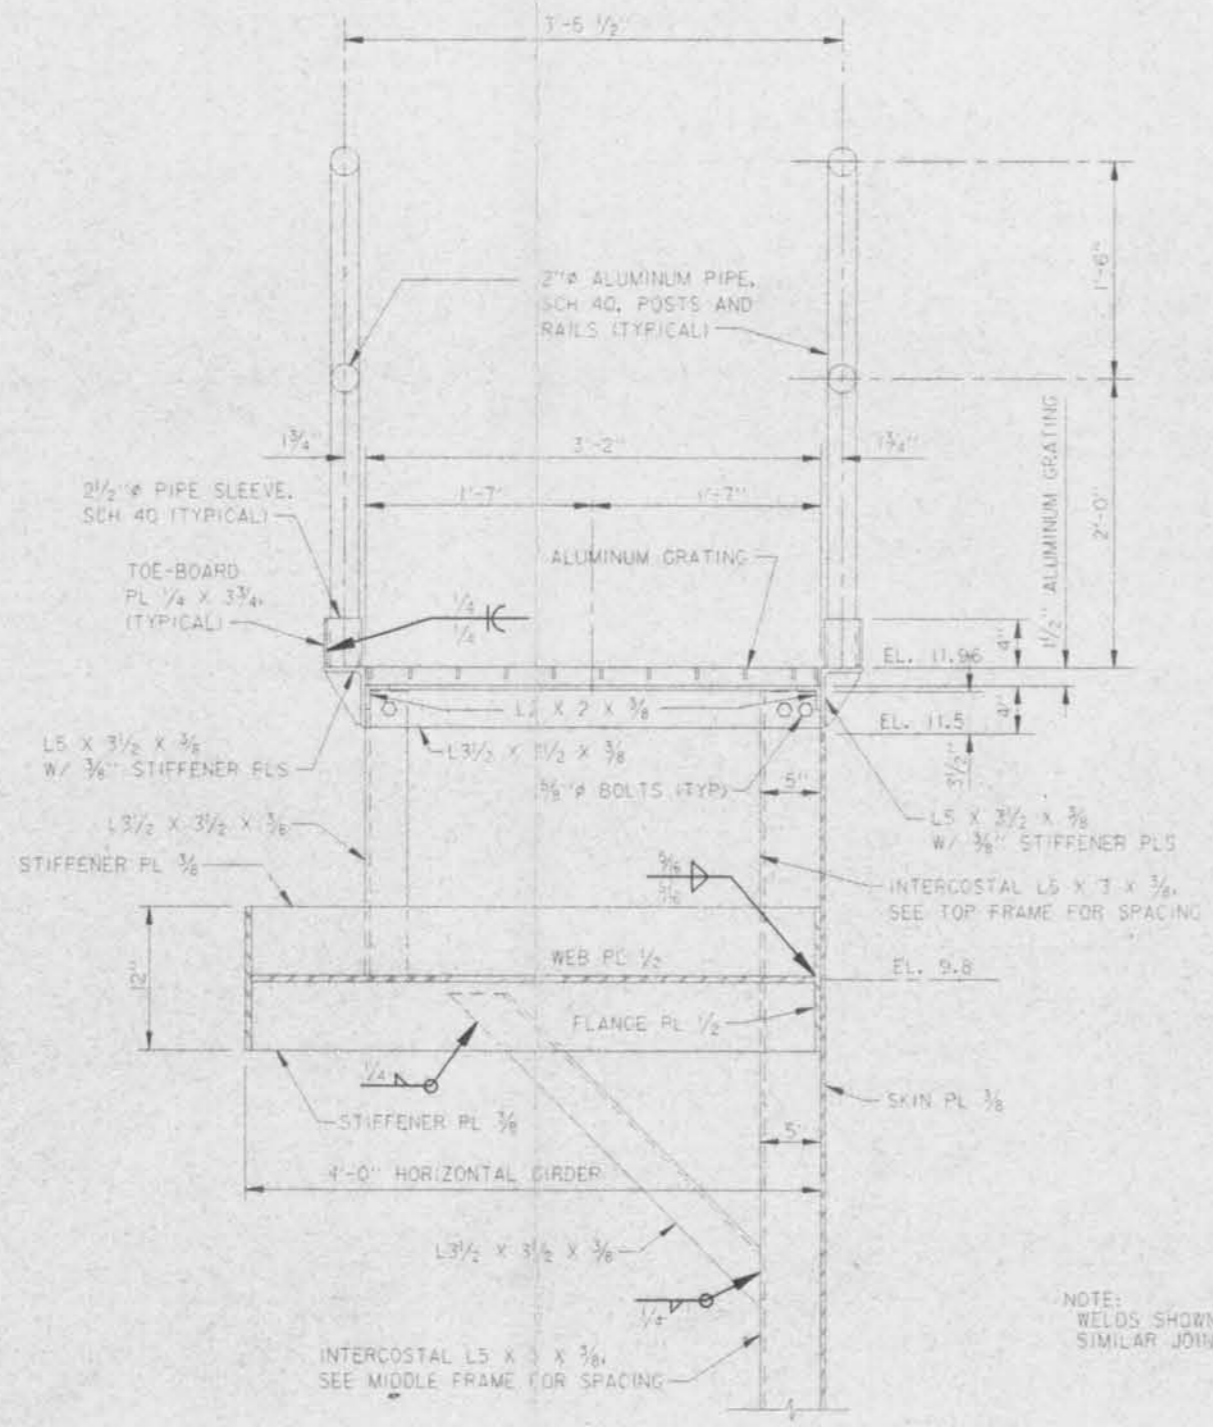 3'-5 1/2"
2"ø ALUMINUM PIPE,
SCH 40, POSTS AND
RAILS (TYPICAL)
1'-6"
1 3/4"
3'-2"
1 3/4"
1'-7"
1'-7"
2 1/2"ø PIPE SLEEVE,
SCH 40 (TYPICAL)
1 1/2" ALUMINUM GRATING
2'-0"
TOE-BOARD
PL 1/4 X 3 3/4,
(TYPICAL)
ALUMINUM GRATING
1/4
1/4
4"
EL. 11.96
L2 X 2 X 3/8
EL. 11.5
4"
3 1/2"
L5 X 3 1/2 X 3/8
W/ 3/8" STIFFENER PLS
L3 1/2 X 3 1/2 X 3/8
5/8"ø BOLTS (TYP)
5"
L3 1/2 X 3 1/2 X 3/8
L5 X 3 1/2 X 3/8
W/ 3/8" STIFFENER PLS
STIFFENER PL 3/8
5/16
5/16
INTERCOSTAL L5 X 3 X 3/8,
SEE TOP FRAME FOR SPACING
12"
WEB PL 1/2
EL. 9.8
FLANGE PL 1/2
1/4
STIFFENER PL 3/8
SKIN PL 3/8
5"
4'-0" HORIZONTAL GIRDER
L3 1/2 X 3 1/2 X 3/8
1/4
INTERCOSTAL L5 X 3 X 3/8,
SEE MIDDLE FRAME FOR SPACING
NOTE:
WELDS SHOWN
SIMILAR